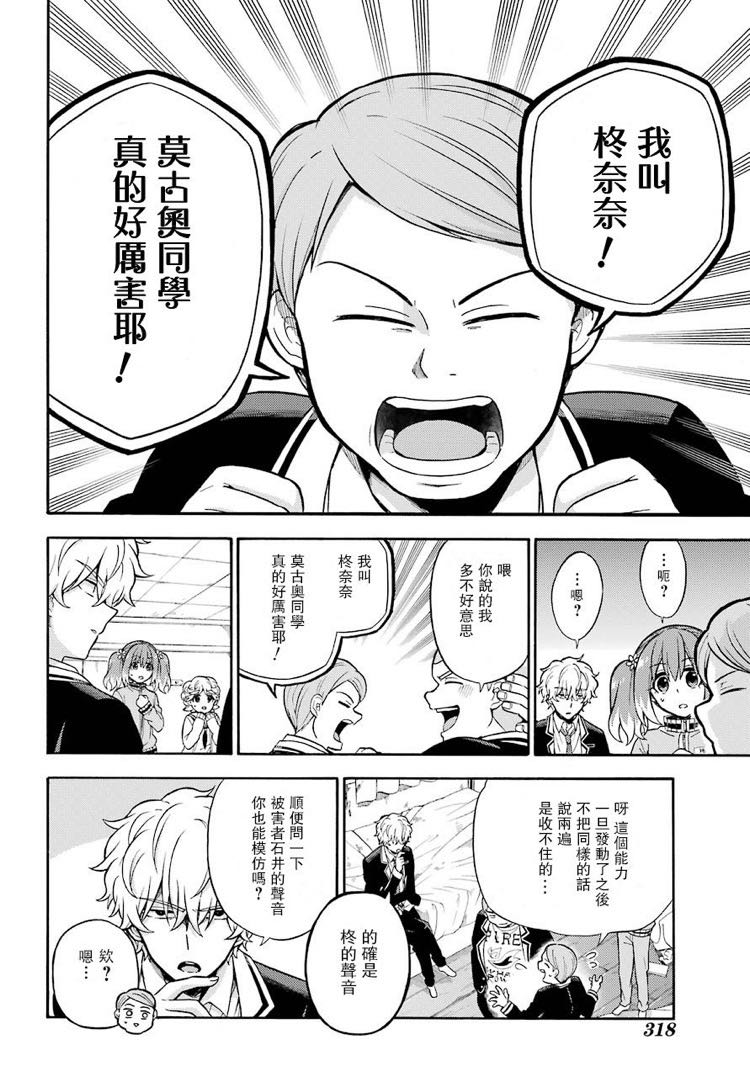 我叫
柊奈奈！
莫古奧同學
真的好厲害耶！
…呃？
…嗯？
喂
你說的我
多不好意思
我叫
柊奈奈
莫古奧同學
真的好厲害耶！
呀 這個能力
一旦發動了之後
不把同樣的話
說兩遍
是收不住的…
的確是
柊的聲音
順便問一下
被害者石井的聲音
你也能模仿嗎？
欸？
嗯…
318